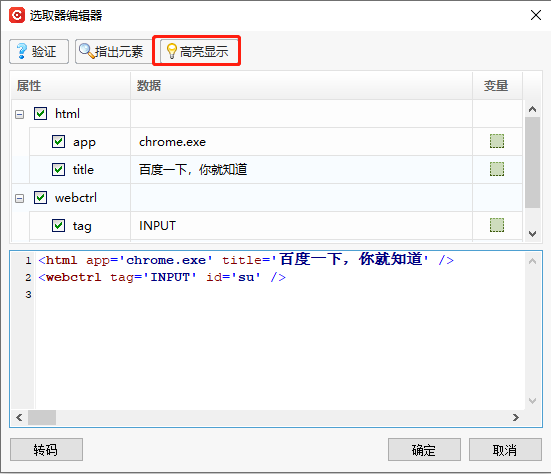 选取器编辑器
验证 指出元素 高亮显示
属性 数据 变量
html
app chrome.exe
title 百度一下，你就知道
webctrl
tag INPUT
1 <html app='chrome.exe' title='百度一下，你就知道' />
2 <webctrl tag='INPUT' id='su' />
3
转码 确定 取消